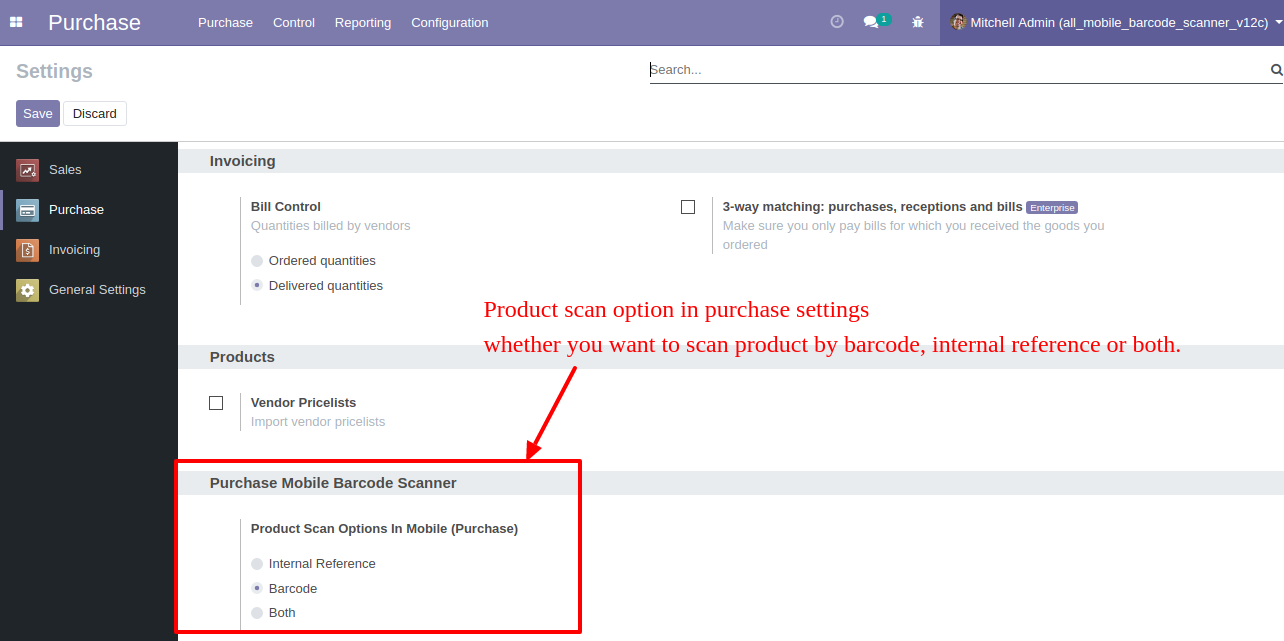 Purchase Purchase Control Reporting Configuration 1 Mitchell Admin (all_mobile_barcode_scanner_v12c)
Settings
Search...
Save Discard
Sales
Purchase
Invoicing
General Settings
Invoicing
Bill Control
Quantities billed by vendors
Ordered quantities
Delivered quantities
3-way matching: purchases, receptions and bills Enterprise
Make sure you only pay bills for which you received the goods you
ordered
Product scan option in purchase settings
whether you want to scan product by barcode, internal reference or both.
Products
Vendor Pricelists
Import vendor pricelists
Purchase Mobile Barcode Scanner
Product Scan Options In Mobile (Purchase)
Internal Reference
Barcode
Both